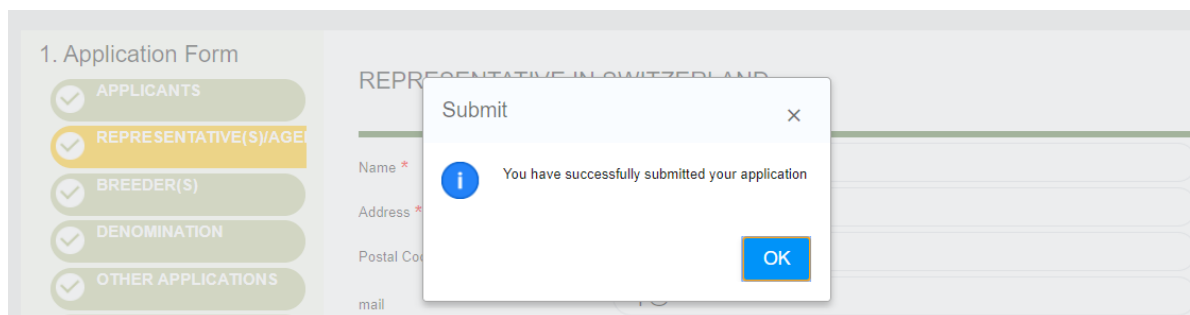 1. Application Form
APPLICANTS
REPRESENTATIVE(S)/AGE
BREEDER(S)
DENOMINATION
OTHER APPLICATIONS
Name *
Address *
Postal
mail
Submit
×
You have successfully submitted your application
OK